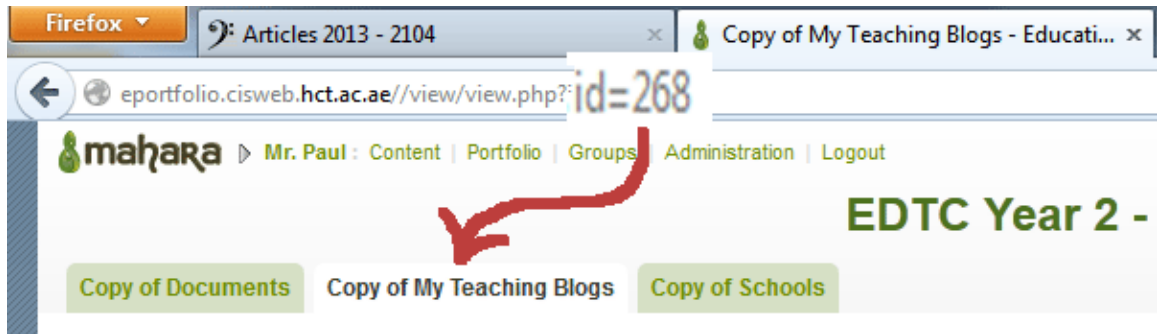 Firefox
Articles 2013 - 2104
Copy of My Teaching Blogs - Educati...
eportfolio.cisweb.hct.ac.ae//view/view.php? id=268
mahara Mr. Paul : Content | Portfolio | Groups | Administration | Logout
EDTC Year 2 -
Copy of Documents Copy of My Teaching Blogs Copy of Schools